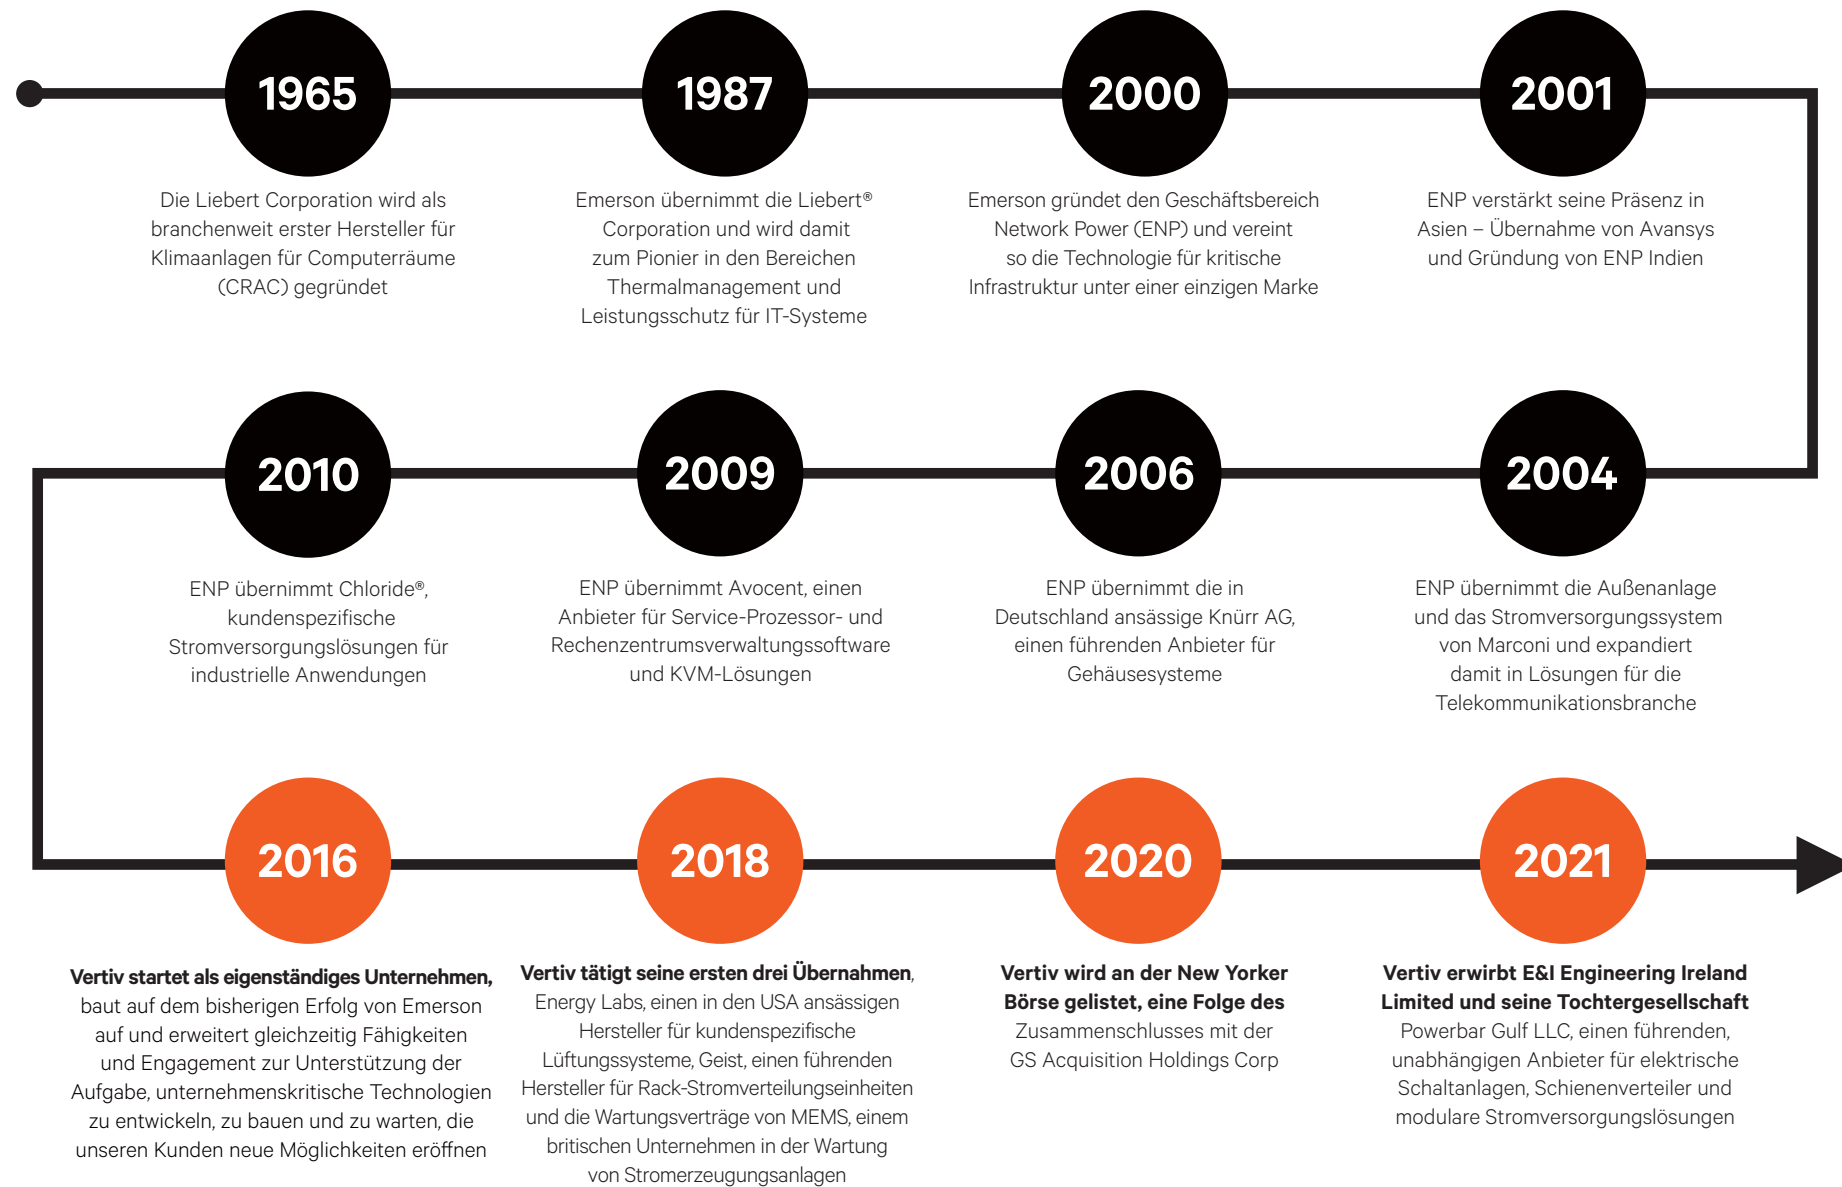 1965
Die Liebert Corporation wird als
branchenweit erster Hersteller für
Klimaanlagen für Computerräume
(CRAC) gegründet
1987
Emerson übernimmt die Liebert®
Corporation und wird damit
zum Pionier in den Bereichen
Thermalmanagement und
Leistungsschutz für IT-Systeme
2000
Emerson gründet den Geschäftsbereich
Network Power (ENP) und vereint
so die Technologie für kritische
Infrastruktur unter einer einzigen Marke
2001
ENP verstärkt seine Präsenz in
Asien – Übernahme von Avansys
und Gründung von ENP Indien
2004
ENP übernimmt die Außenanlage
und das Stromversorgungssystem
von Marconi und expandiert
damit in Lösungen für die
Telekommunikationsbranche
2006
ENP übernimmt die in
Deutschland ansässige Knürr AG,
einen führenden Anbieter für
Gehäusesysteme
2009
ENP übernimmt Avocent, einen
Anbieter für Service-Prozessor- und
Rechenzentrumsverwaltungssoftware
und KVM-Lösungen
2010
ENP übernimmt Chloride®,
kundenspezifische
Stromversorgungslösungen für
industrielle Anwendungen
2016
Vertiv startet als eigenständiges Unternehmen,
baut auf dem bisherigen Erfolg von Emerson
auf und erweitert gleichzeitig Fähigkeiten
und Engagement zur Unterstützung der
Aufgabe, unternehmenskritische Technologien
zu entwickeln, zu bauen und zu warten, die
unseren Kunden neue Möglichkeiten eröffnen
2018
Vertiv tätigt seine ersten drei Übernahmen,
Energy Labs, einen in den USA ansässigen
Hersteller für kundenspezifische
Lüftungssysteme, Geist, einen führenden
Hersteller für Rack-Stromverteilungseinheiten
und die Wartungsverträge von MEMS, einem
britischen Unternehmen in der Wartung
von Stromerzeugungsanlagen
2020
Vertiv wird an der New Yorker
Börse gelistet, eine Folge des
Zusammenschlusses mit der
GS Acquisition Holdings Corp
2021
Vertiv erwirbt E&I Engineering Ireland
Limited und seine Tochtergesellschaft
Powerbar Gulf LLC, einen führenden,
unabhängigen Anbieter für elektrische
Schaltanlagen, Schienenverteiler und
modulare Stromversorgungslösungen